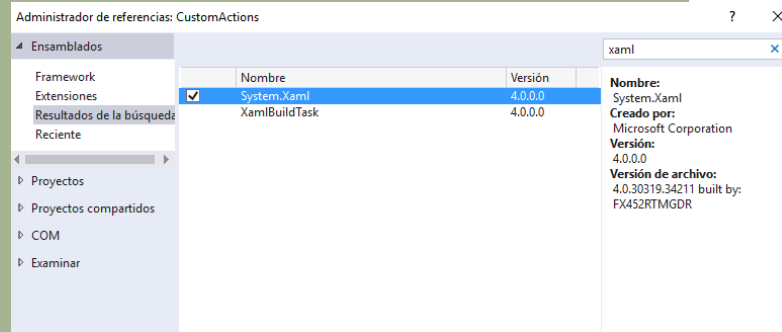 Administrador de referencias: CustomActions
? ×
Ensamblados
xaml ×
Framework
Extensiones
Resultados de la búsqueda
Reciente
Nombre Versión
System.Xaml 4.0.0.0
XamlBuildTask 4.0.0.0
Nombre:
System.Xaml
Creado por:
Microsoft Corporation
Versión:
4.0.0.0
Versión de archivo:
4.0.30319.34211 built by:
FX452RTMGDR
Proyectos
Proyectos compartidos
COM
Examinar